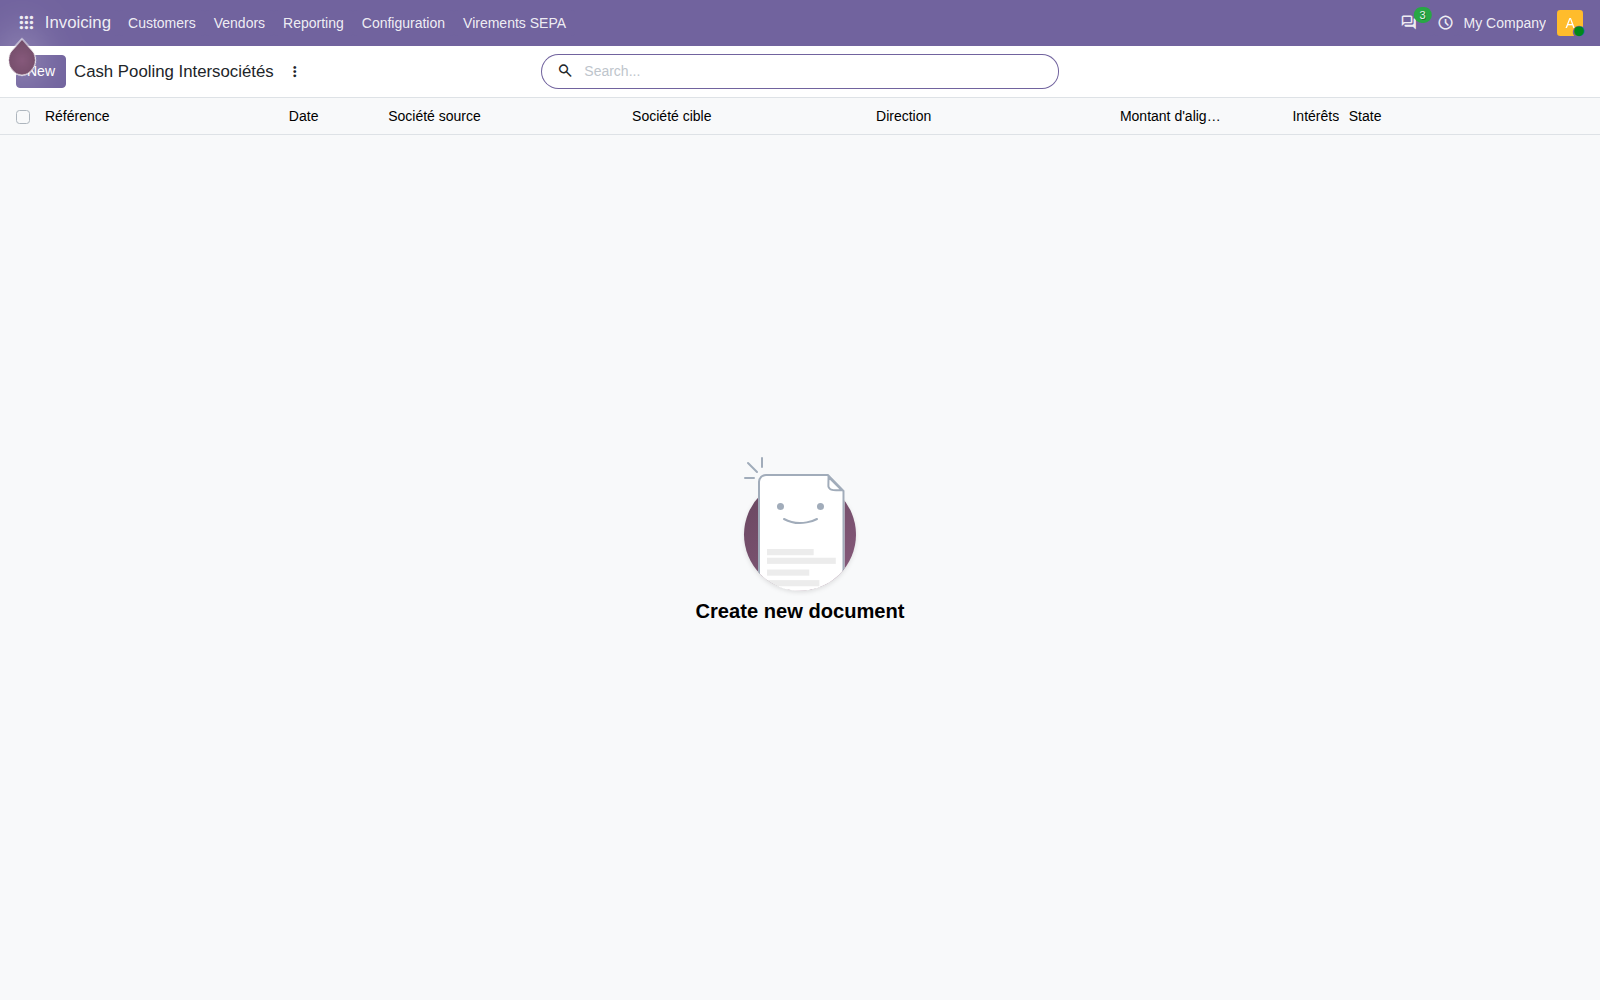 Invoicing Customers Vendors Reporting Configuration Virements SEPA 3 My Company A
New Cash Pooling Intersociétés Search...
Référence Date Société source Société cible Direction Montant d'alig… Intérêts State
Create new document